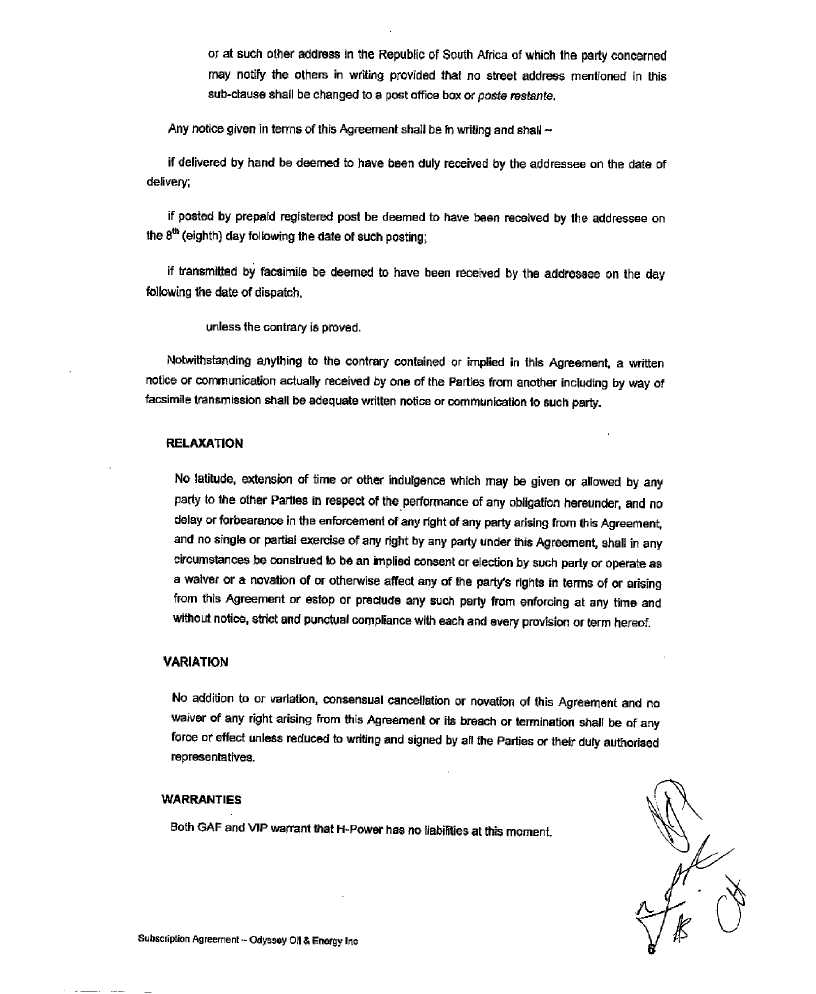 or at such other address in the Republic of South Africa of which the party concerned
may notify the others in writing provided that no street address mentioned in this
sub-clause shall be changed to a post office box or poste restante.
Any notice given in terms of this Agreement shall be in writing and shall –
if delivered by hand be deemed to have been duly received by the addressee on the date of
delivery;
if posted by prepaid registered post be deemed to have been received by the addressee on
the 8th (eighth) day following the date of such posting;
if transmitted by facsimile be deemed to have been received by the addressee on the day
following the date of dispatch,
unless the contrary is proved.
Notwithstanding anything to the contrary contained or implied in this Agreement, a written
notice or communication actually received by one of the Parties from another including by way of
facsimile transmission shall be adequate written notice or communication to such party.
RELAXATION
No latitude, extension of time or other indulgence which may be given or allowed by any
party to the other Parties in respect of the performance of any obligation hereunder, and no
delay or forbearance in the enforcement of any right of any party arising from this Agreement,
and no single or partial exercise of any right by any party under this Agreement, shall in any
circumstances be construed to be an implied consent or election by such party or operate as
a waiver or a novation of or otherwise affect any of the party's rights in terms of or arising
from this Agreement or estop or preclude any such party from enforcing at any time and
without notice, strict and punctual compliance with each and every provision or term hereof.
VARIATION
No addition to or variation, consensual cancellation or novation of this Agreement and no
waiver of any right arising from this Agreement or its breach or termination shall be of any
force or effect unless reduced to writing and signed by all the Parties or their duly authorised
representatives.
WARRANTIES
Both GAF and VIP warrant that H-Power has no liabilities at this moment.
Subscription Agreement – Odyssey Oil & Energy Inc
6